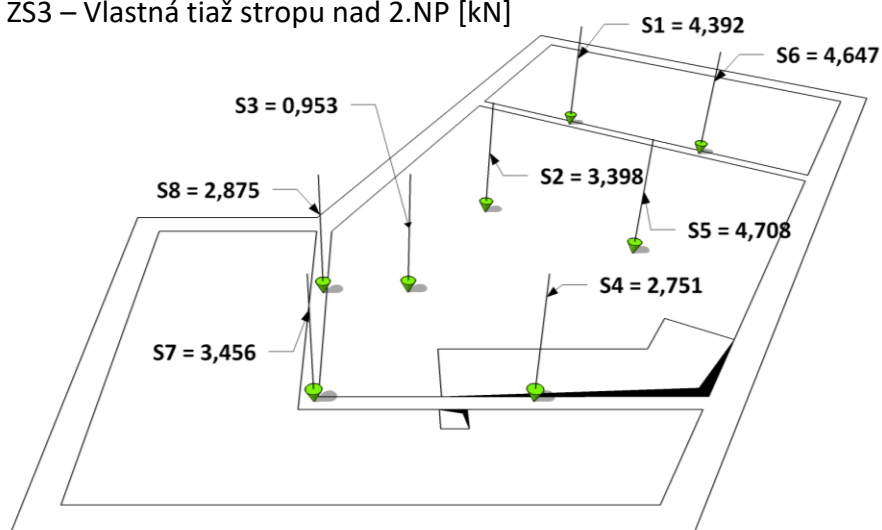 ZS3 – Vlastná tiaž stropu nad 2.NP [kN]
S1 = 4,392
S6 = 4,647
S3 = 0,953
S2 = 3,398
S8 = 2,875
S5 = 4,708
S4 = 2,751
S7 = 3,456